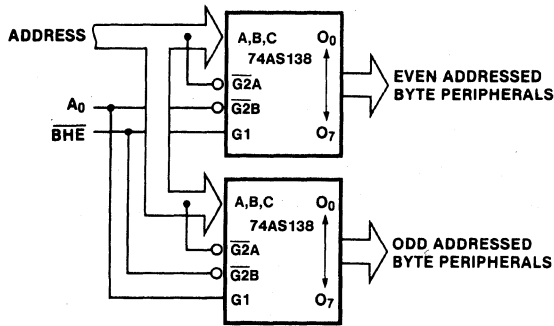 ADDRESS
A,B,C
O0
74AS138
G2A
A0
G2B
BHE
G1
O7
EVEN ADDRESSED
BYTE PERIPHERALS
A,B,C
O0
74AS138
G2A
G2B
G1
O7
ODD ADDRESSED
BYTE PERIPHERALS